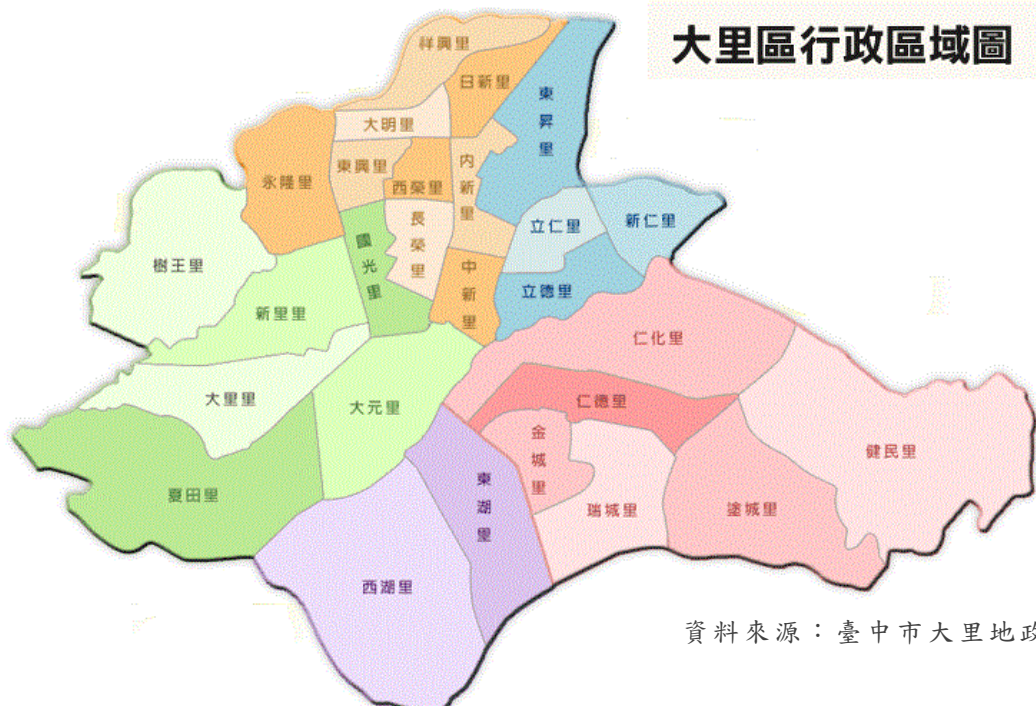 大里區行政區域圖
祥興里
日新里
大明里
東昇里
東興里
西榮里
內新里
永隆里
長榮里
國光里
立仁里
新仁里
樹王里
新里里
中新里
立德里
仁化里
大里里
大元里
仁德里
金城里
健民里
夏田里
東湖里
瑞城里
塗城里
西湖里
資料來源：臺中市大里地政